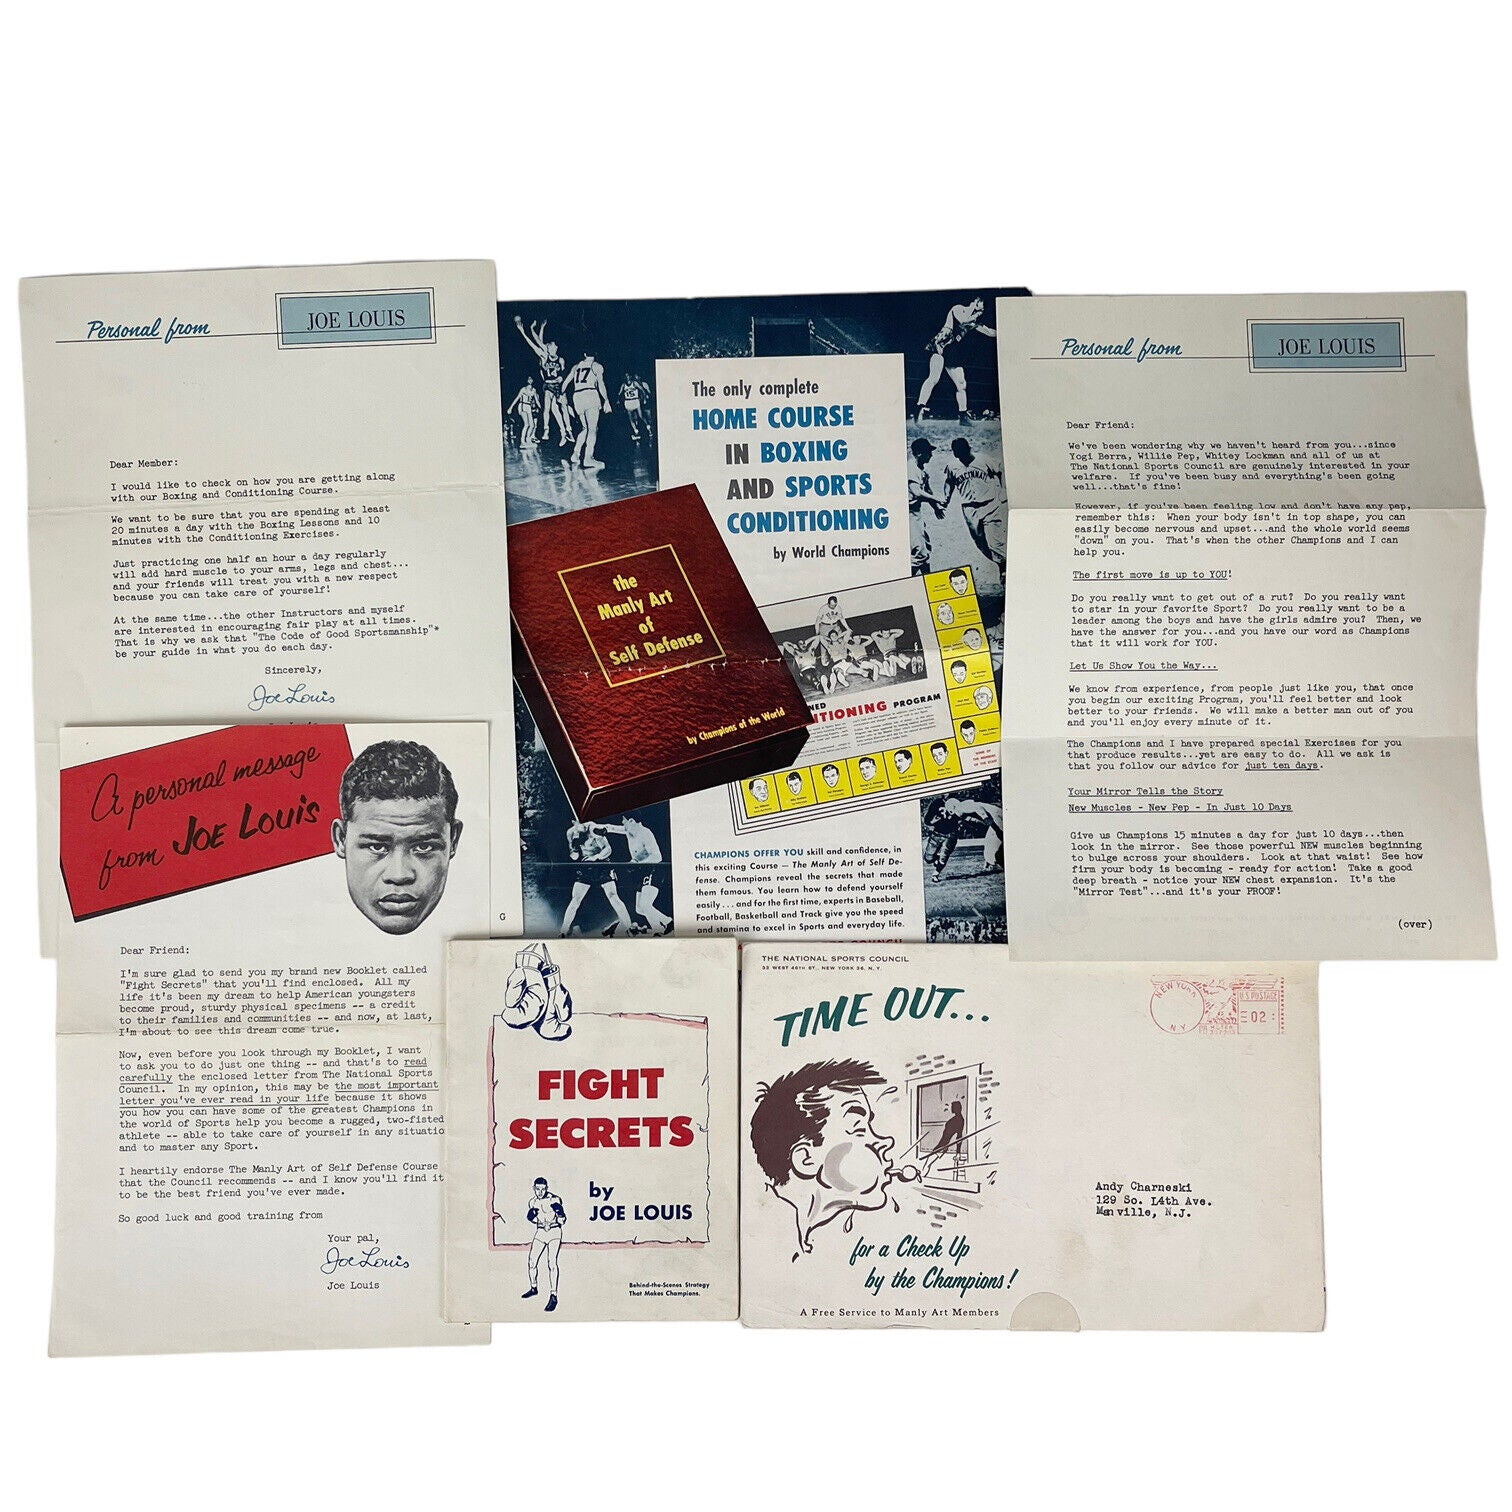 Personal from JOE LOUIS
Dear Member:
I would like to check on how you are getting along
with our Boxing and Conditioning Course.
We want to be sure that you are spending at least
20 minutes a day with the Boxing Lessons and 10
minutes with the Conditioning Exercises.
Just practicing one half an hour a day regularly
will add hard muscle to your arms, legs and chest...
and your friends will treat you with a new respect
because you can take care of yourself!
At the same time...the other Instructors and myself
are interested in encouraging fair play at all times.
That is why we ask that "The Code of Good Sportsmanship"*
be your guide in what you do each day.
Sincerely,
Joe Louis
A personal message
from JOE LOUIS
Dear Friend:
I'm sure glad to send you my brand new Booklet called
"Fight Secrets" that you'll find enclosed. All my
life it's been my dream to help American youngsters
become proud, sturdy physical specimens -- a credit
to their families and communities -- and now, at last,
I'm about to see this dream come true.
Now, even before you look through my Booklet, I want
to ask you to do just one thing -- and that's to read
carefully the enclosed letter from The National Sports
Council. In my opinion, this may be the most important
letter you've ever read in your life because it shows
you how you can have some of the greatest Champions in
the world of Sports help you become a rugged, two-fisted
athlete -- able to take care of yourself in any situatio
and to master any Sport.
I heartily endorse The Manly Art of Self Defense Course
that the Council recommends -- and I know you'll find it
to be the best friend you've ever made.
So good luck and good training from
Your pal,
Joe Louis
Joe Louis
The only complete
HOME COURSE
IN BOXING
AND SPORTS
CONDITIONING
by World Champions
14
17
15
the
Manly Art
of
Self Defense
by Champions of the World
NED
ITIONING PROGRAM
CHAMPIONS OFFER YOU skill and confidence, in
this exciting Course – The Manly Art of Self De-
fense. Champions reveal the secrets that made
them famous. You learn how to defend yourself
easily... and for the first time, experts in Baseball,
Football, Basketball and Track give you the speed
and stamina to excel in Sports and everyday life.
G
Personal from JOE LOUIS
Dear Friend:
We've been wondering why we haven't heard from you...since
Yogi Berra, Willie Pep, Whitey Lockman and all of us at
The National Sports Council are genuinely interested in your
welfare. If you've been busy and everything's been going
well...that's fine!
However, if you've been feeling low and don't have any pep,
remember this: When your body isn't in top shape, you can
easily become nervous and upset...and the whole world seems
"down" on you. That's when the other Champions and I can
help you.
The first move is up to YOU!
Do you really want to get out of a rut? Do you really want
to star in your favorite Sport? Do you really want to be a
leader among the boys and have the girls admire you? Then, we
have the answer for you...and you have our word as Champions
that it will work for YOU.
Let Us Show You the Way...
We know from experience, from people just like you, that once
you begin our exciting Program, you'll feel better and look
better to your friends. We will make a better man out of you
and you'll enjoy every minute of it.
The Champions and I have prepared special Exercises for you
that produce results...yet are easy to do. All we ask is
that you follow our advice for just ten days.
Your Mirror Tells the Story
New Muscles - New Pep - In Just 10 Days
Give us Champions 15 minutes a day for just 10 days...then
look in the mirror. See those powerful NEW muscles beginning
to bulge across your shoulders. Look at that waist! See how
firm your body is becoming - ready for action! Take a good
deep breath - notice your NEW chest expansion. It's the
"Mirror Test"...and it's your PROOF!
(over)
FIGHT
SECRETS
by
JOE LOUIS
Behind-the-Scenes Strategy
That Makes Champions.
THE NATIONAL SPORTS COUNCIL
32 WEST 46TH ST., NEW YORK 36, N. Y.
TIME OUT...
for a Check Up
by the Champions!
A Free Service to Manly Art Members
NEW YORK
N.Y.
U.S. POSTAGE
02
Andy Charneski
129 So. 14th Ave.
Manville, N.J.